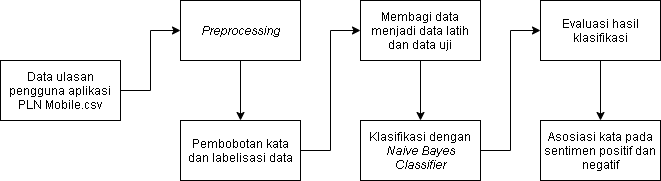 Data ulasan
pengguna aplikasi
PLN Mobile.csv
Preprocessing
Pembobotan kata
dan labelisasi data
Membagi data
menjadi data latih
dan data uji
Klasifikasi dengan
Naive Bayes
Classifier
Evaluasi hasil
klasifikasi
Asosiasi kata pada
sentimen positif dan
negatif